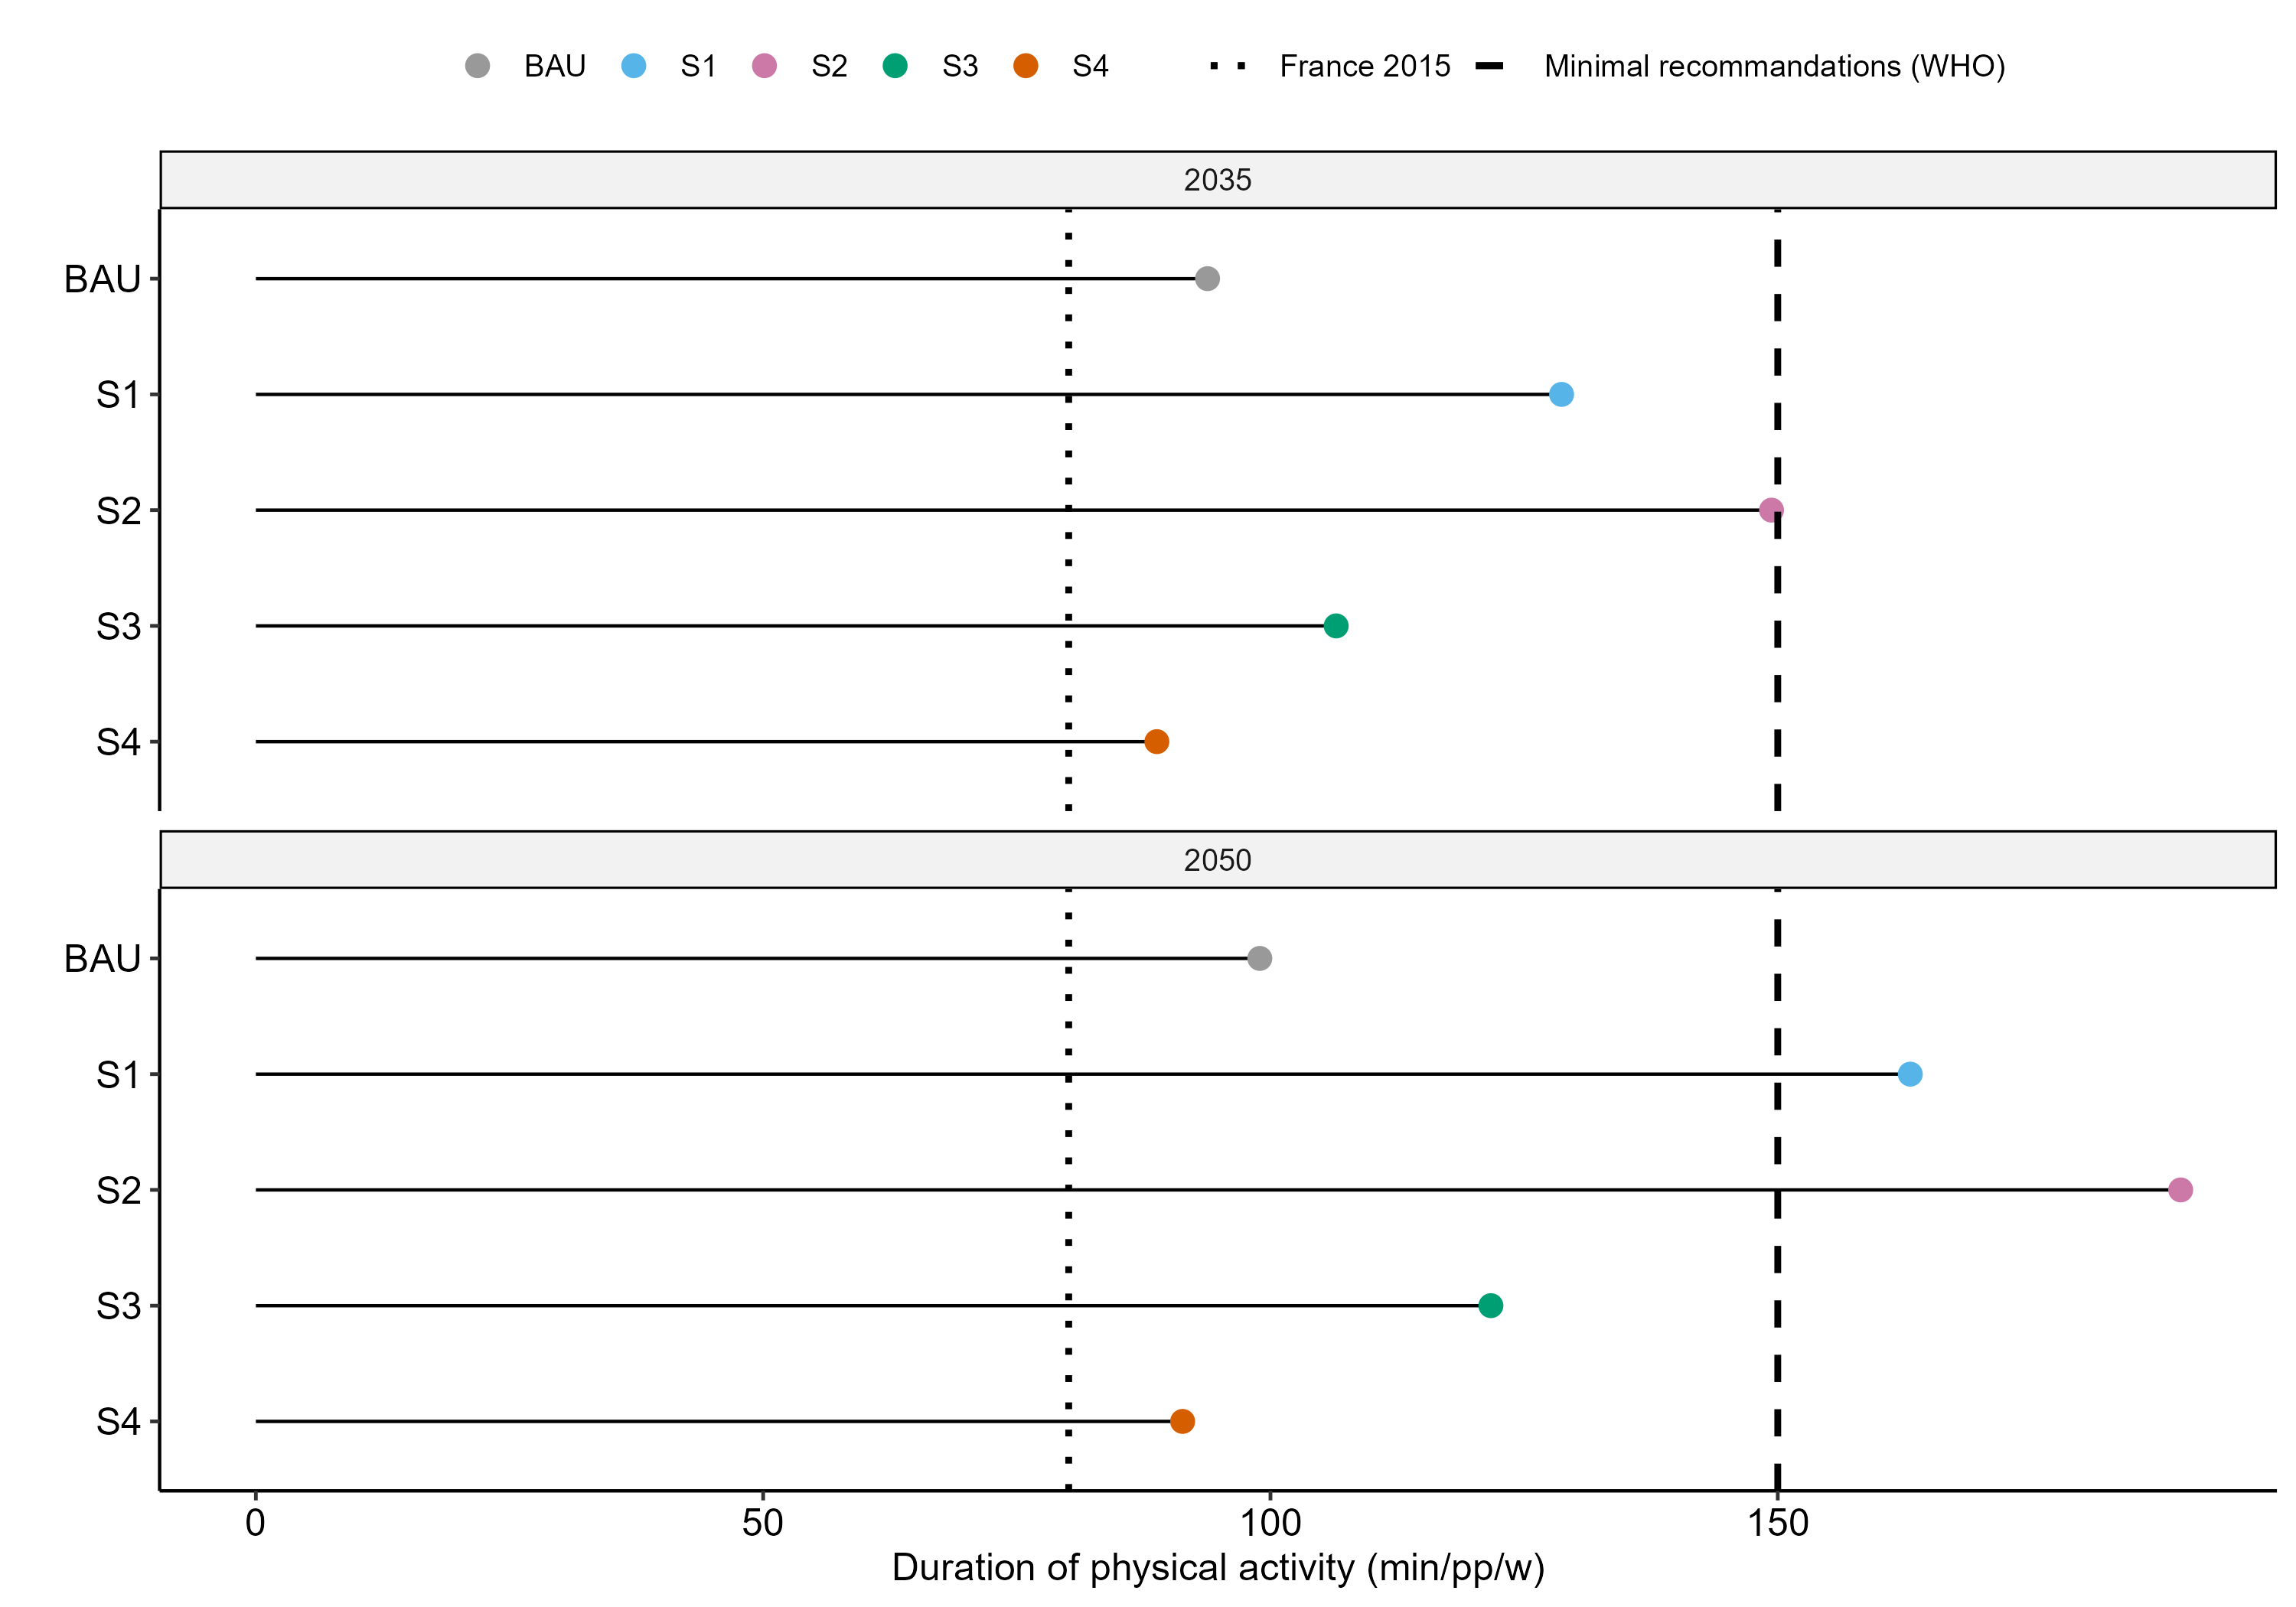 BAU S1 S2 S3 S4 France 2015 Minimal recommandations (WHO)
2035
BAU
S1
S2
S3
S4
2050
BAU
S1
S2
S3
S4
0 50 100 150
Duration of physical activity (min/pp/w)